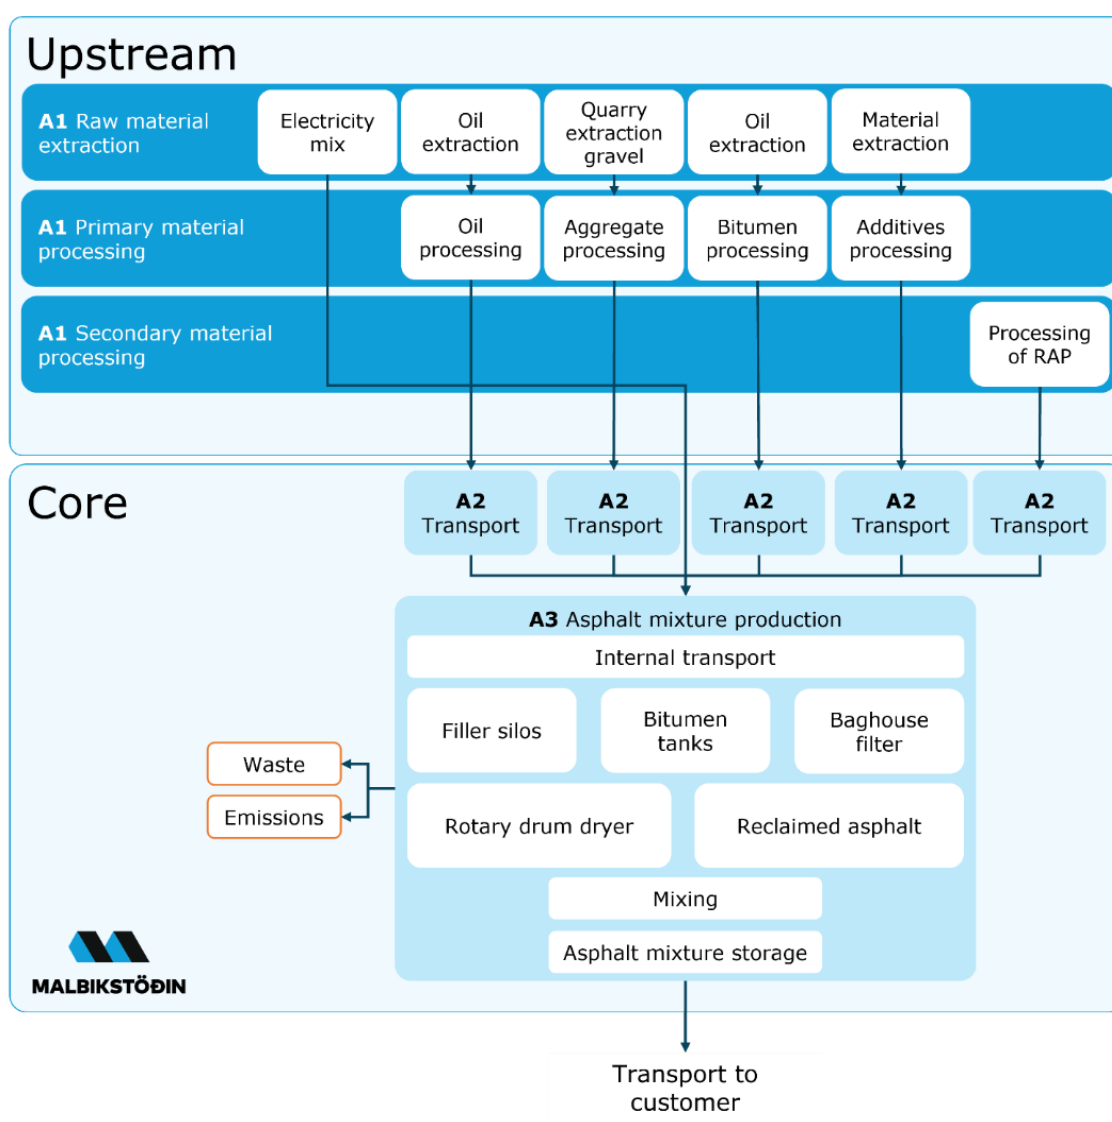 Upstream
A1 Raw material
extraction
Electricity
mix
Oil
extraction
Quarry
extraction
gravel
Oil
extraction
Material
extraction
A1 Primary material
processing
Oil
processing
Aggregate
processing
Bitumen
processing
Additives
processing
A1 Secondary material
processing
Processing
of RAP
Core
A2
Transport
A2
Transport
A2
Transport
A2
Transport
A2
Transport
A3 Asphalt mixture production
Internal transport
Filler silos
Bitumen
tanks
Baghouse
filter
Waste
Emissions
Rotary drum dryer
Reclaimed asphalt
Mixing
Asphalt mixture storage
MALBIKSTÖÐIN
Transport to
customer